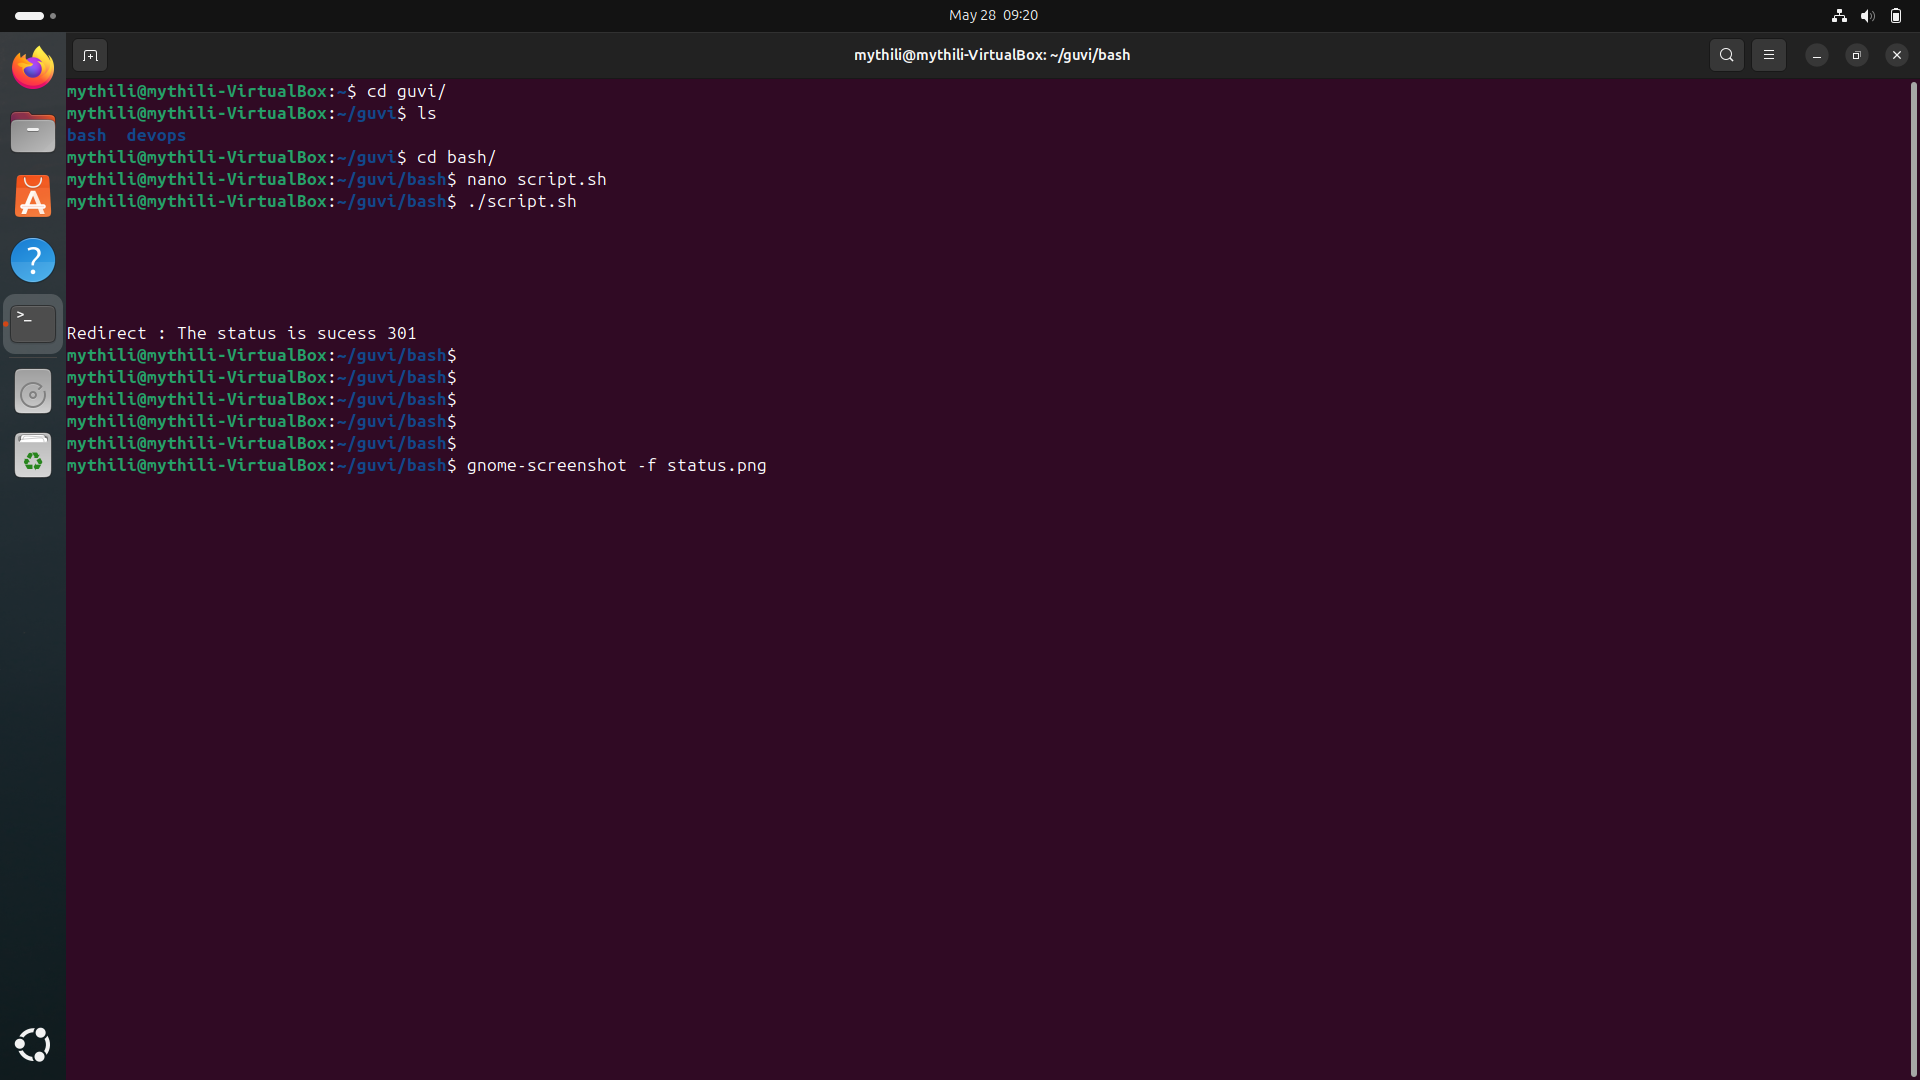 May 28 09:20
mythili@mythili-VirtualBox: ~/guvi/bash
mythili@mythili-VirtualBox:~$ cd guvi/
mythili@mythili-VirtualBox:~/guvi$ ls
bash devops
mythili@mythili-VirtualBox:~/guvi$ cd bash/
mythili@mythili-VirtualBox:~/guvi/bash$ nano script.sh
mythili@mythili-VirtualBox:~/guvi/bash$ ./script.sh
Redirect : The status is sucess 301
mythili@mythili-VirtualBox:~/guvi/bash$
mythili@mythili-VirtualBox:~/guvi/bash$
mythili@mythili-VirtualBox:~/guvi/bash$
mythili@mythili-VirtualBox:~/guvi/bash$
mythili@mythili-VirtualBox:~/guvi/bash$
mythili@mythili-VirtualBox:~/guvi/bash$ gnome-screenshot -f status.png